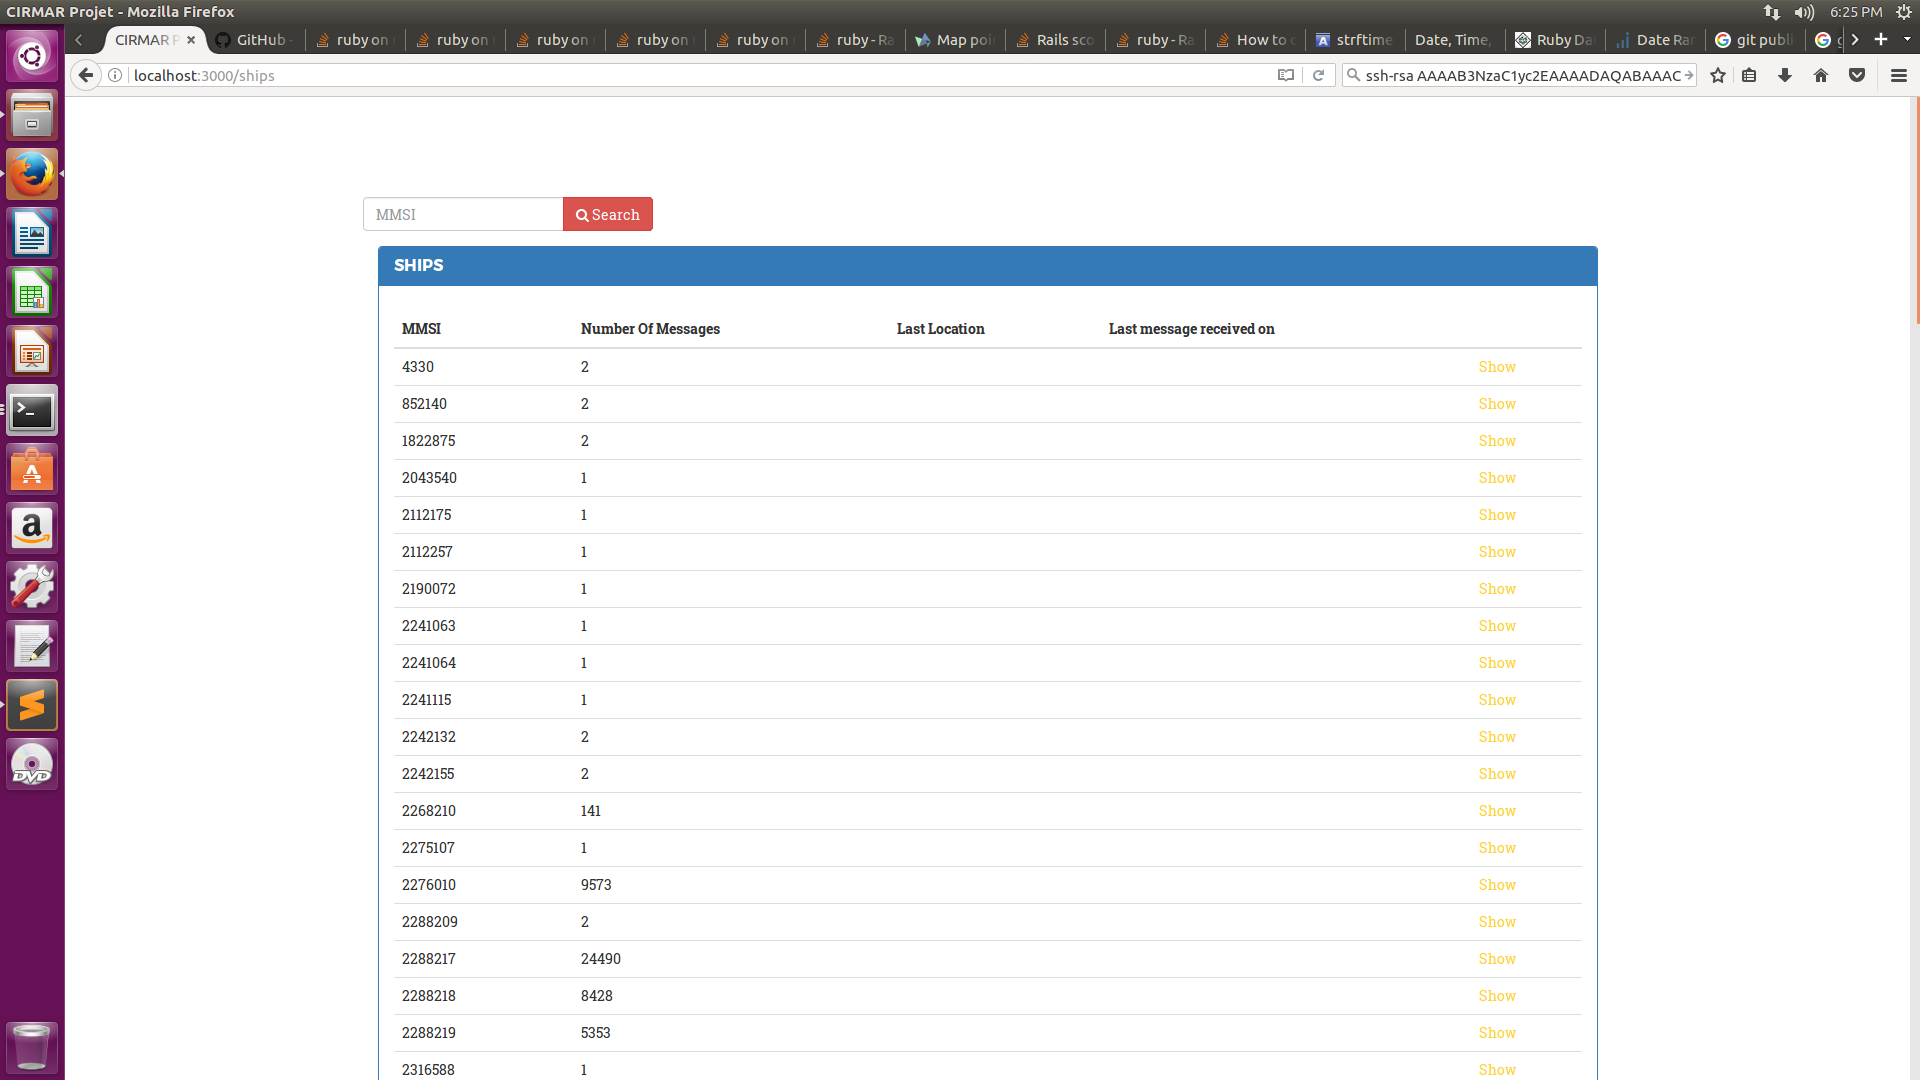 CIRMAR Projet - Mozilla Firefox
6:25 PM
CIRMAR P
GitHub
ruby on
ruby on
ruby on
ruby on
ruby on
ruby - Ra
Map poi
Rails sco
ruby - Ra
How to
strftime
Date, Time,
Ruby Da
Date Ran
git publi
localhost:3000/ships
ssh-rsa AAAAB3NzaC1yc2EAAAADAQABAAAC
MMSI
Search
SHIPS
MMSI Number Of Messages Last Location Last message received on
4330 2 Show
852140 2 Show
1822875 2 Show
2043540 1 Show
2112175 1 Show
2112257 1 Show
2190072 1 Show
2241063 1 Show
2241064 1 Show
2241115 1 Show
2242132 2 Show
2242155 2 Show
2268210 141 Show
2275107 1 Show
2276010 9573 Show
2288209 2 Show
2288217 24490 Show
2288218 8428 Show
2288219 5353 Show
2316588 1 Show
A
a
DVD